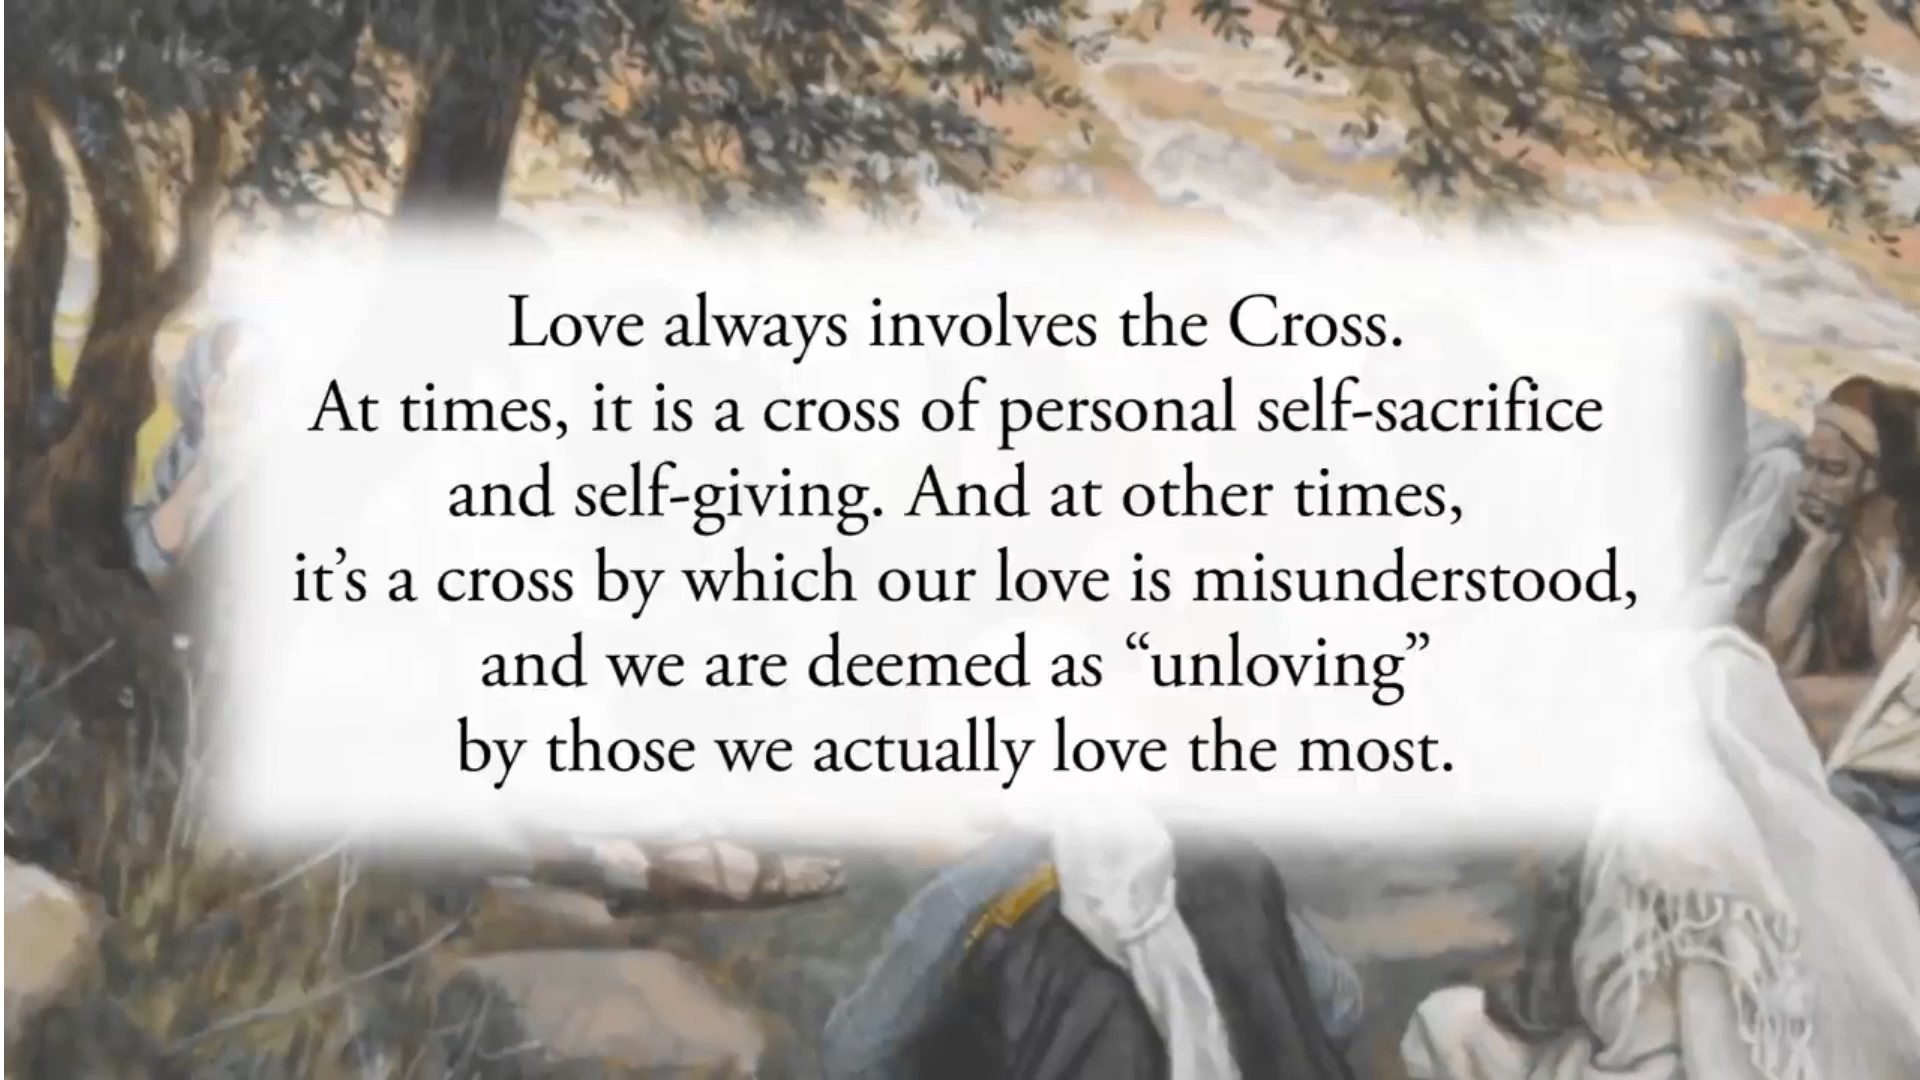 Love always involves the Cross.
At times, it is a cross of personal self-sacrifice
and self-giving. And at other times,
it’s a cross by which our love is misunderstood,
and we are deemed as “unloving”
by those we actually love the most.